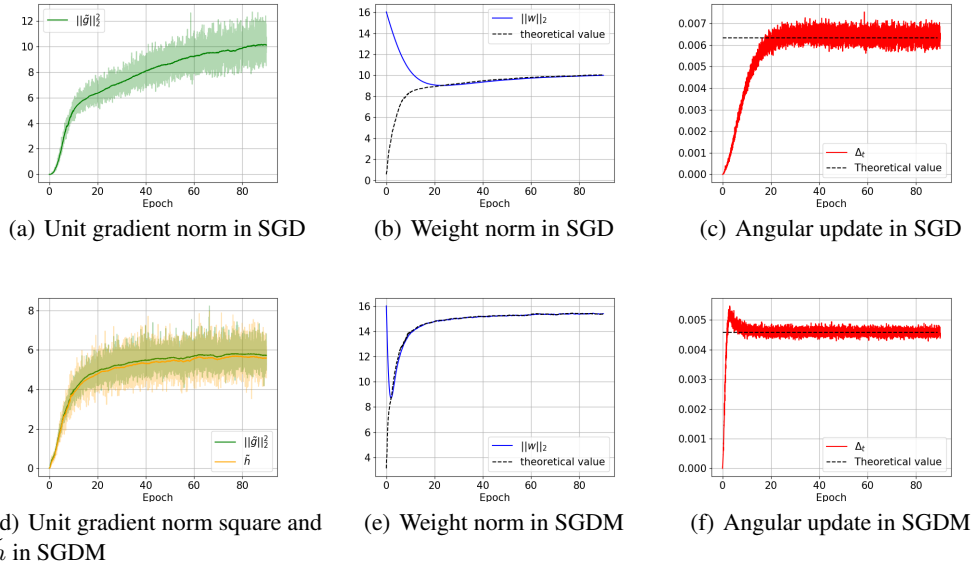 ||g̃||₂²
12
10
8
6
4
2
0
0 20 40 60 80
Epoch
(a) Unit gradient norm in SGD
||w||₂
theoretical value
16
14
12
10
8
6
4
2
0
0 20 40 60 80
Epoch
(b) Weight norm in SGD
0.007
0.006
0.005
0.004
0.003
0.002
0.001
0.000
Δₜ
Theoretical value
0 20 40 60 80
Epoch
(c) Angular update in SGD
8
6
4
2
0
||g̃||₂²
h̃
0 20 40 60 80
Epoch
d) Unit gradient norm square and
h̃ in SGDM
16
14
12
10
8
6
4
||w||₂
theoretical value
0 20 40 60 80
Epoch
(e) Weight norm in SGDM
0.005
0.004
0.003
0.002
0.001
0.000
Δₜ
Theoretical value
0 20 40 60 80
Epoch
(f) Angular update in SGDM